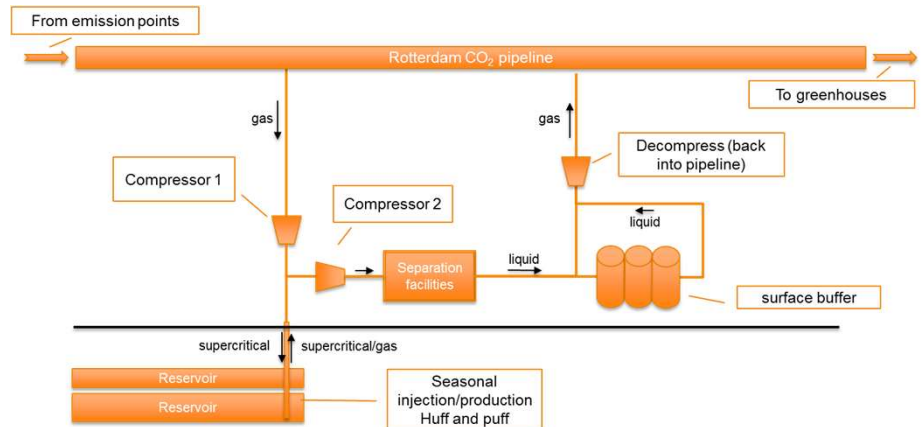 From emission points
Rotterdam CO₂ pipeline
To greenhouses
gas
gas
Decompress (back
into pipeline)
Compressor 1
Compressor 2
liquid
liquid
Separation
facilities
surface buffer
supercritical
supercritical/gas
Reservoir
Reservoir
Seasonal
injection/production
Huff and puff